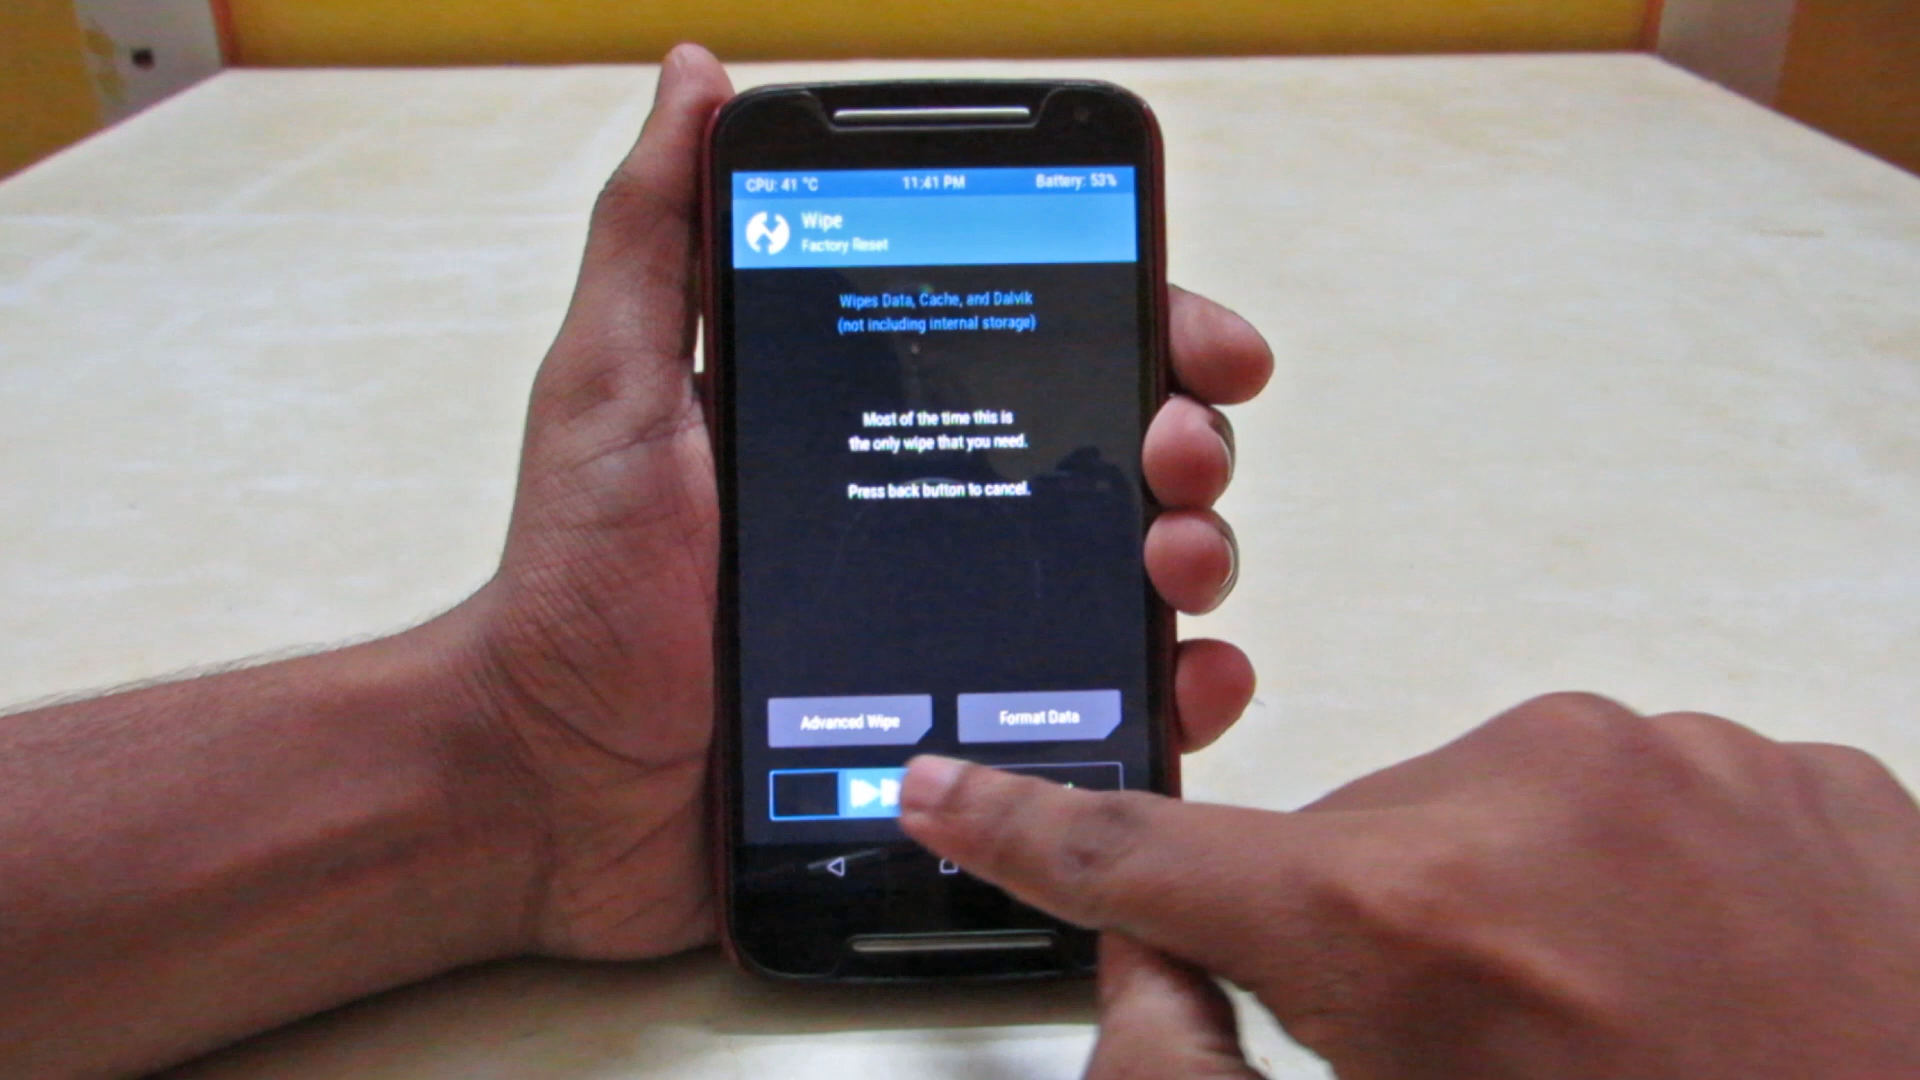 CPU: 41 °C 11:41 PM Battery: 53%
Wipe
Factory Reset
Wipes Data, Cache, and Dalvik
(not including internal storage)
Most of the time this is
the only wipe that you need.
Press back button to cancel.
Advanced Wipe Format Data